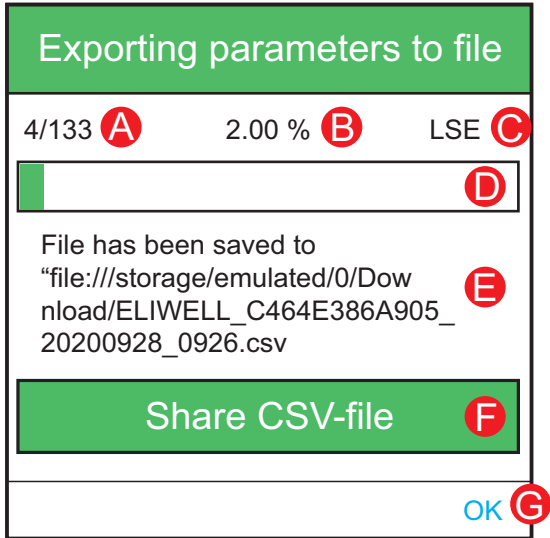 Exporting parameters to file
4/133 A 2.00 % B LSE C
D
File has been saved to
“file:///storage/emulated/0/Dow
nload/ELIWELL_C464E386A905_
20200928_0926.csv
E
Share CSV-file F
OK G